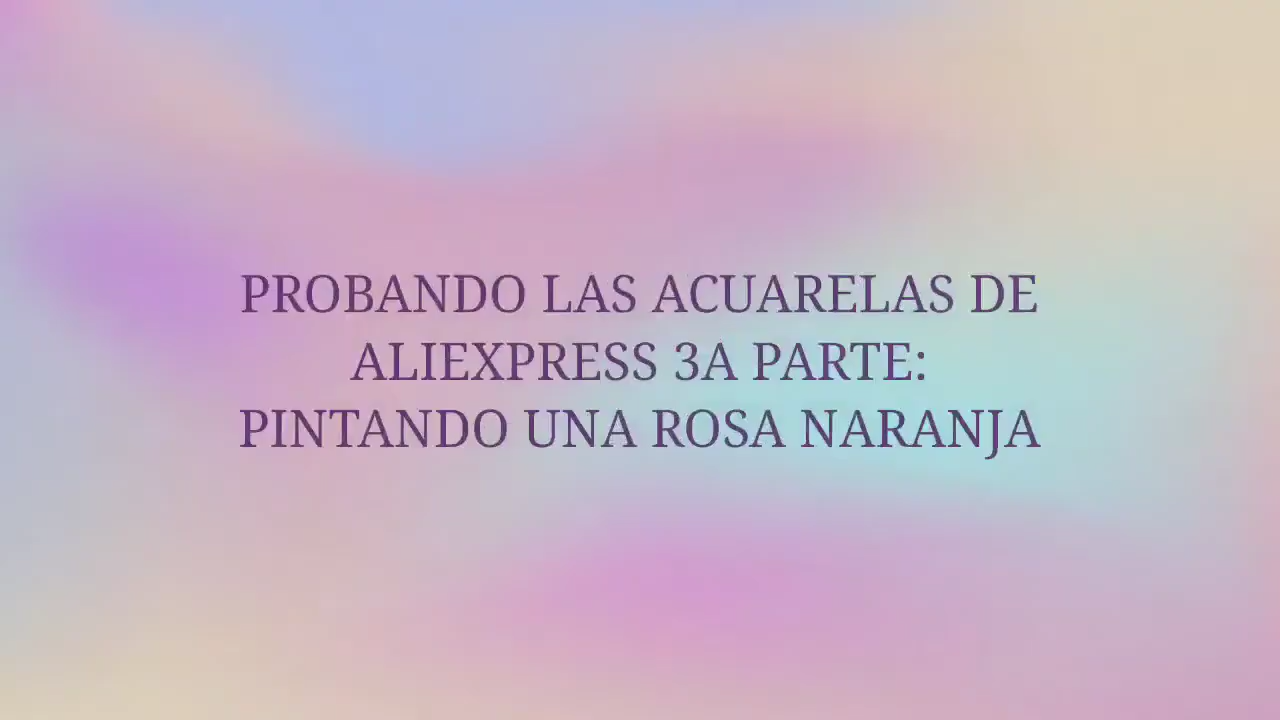 PROBANDO LAS ACUARELAS DE
ALIEXPRESS 3A PARTE:
PINTANDO UNA ROSA NARANJA